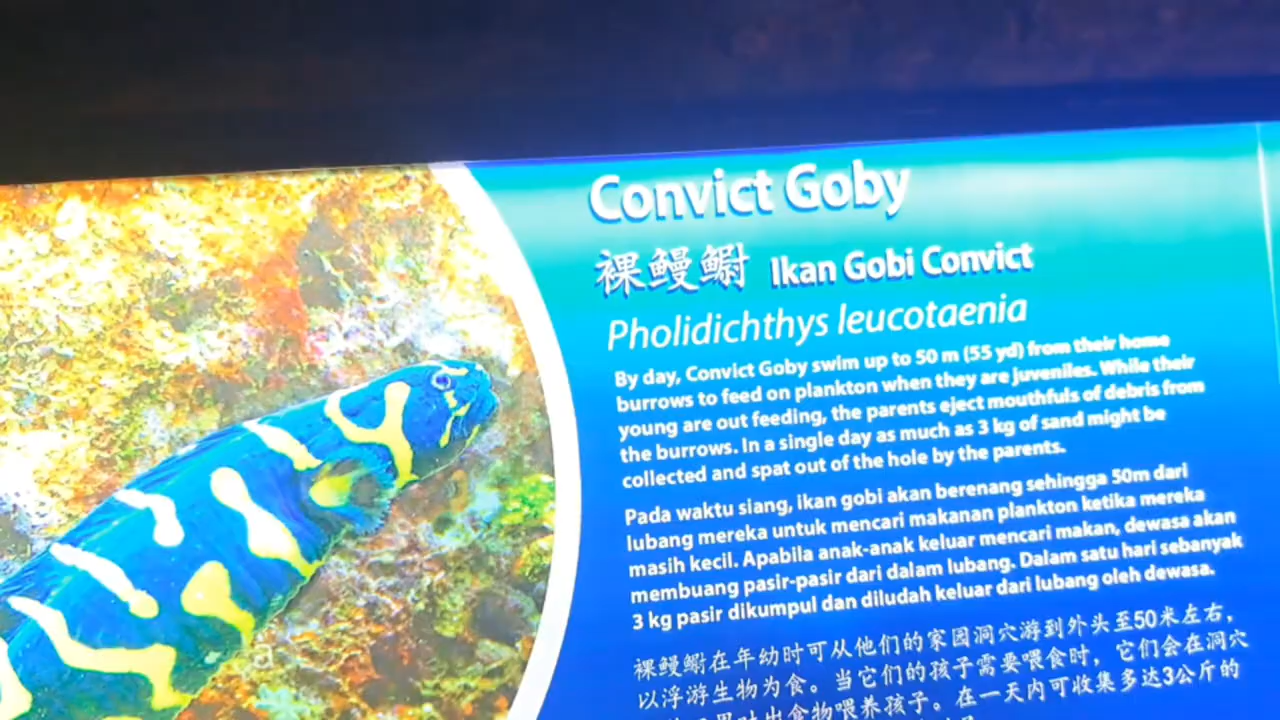 Convict Goby
裸鳗鳚 Ikan Gobi Convict
Pholidichthys leucotaenia
By day, Convict Goby swim up to 50 m (55 yd) from their home
burrows to feed on plankton when they are juveniles. While their
young are out feeding, the parents eject mouthfuls of debris from
the burrows. In a single day as much as 3 kg of sand might be
collected and spat out of the hole by the parents.
Pada waktu siang, ikan gobi akan berenang sehingga 50m dari
lubang mereka untuk mencari makanan plankton ketika mereka
masih kecil. Apabila anak-anak keluar mencari makan, dewasa akan
membuang pasir-pasir dari dalam lubang. Dalam satu hari sebanyak
3 kg pasir dikumpul dan diludah keluar dari lubang oleh dewasa.
裸鳗鳚在年幼时可从他们的家园洞穴游到外头至50米左右，
以浮游生物为食。当它们的孩子需要喂食时，它们会在洞穴
出食物喂养孩子。在一天内可收集多达3公斤的